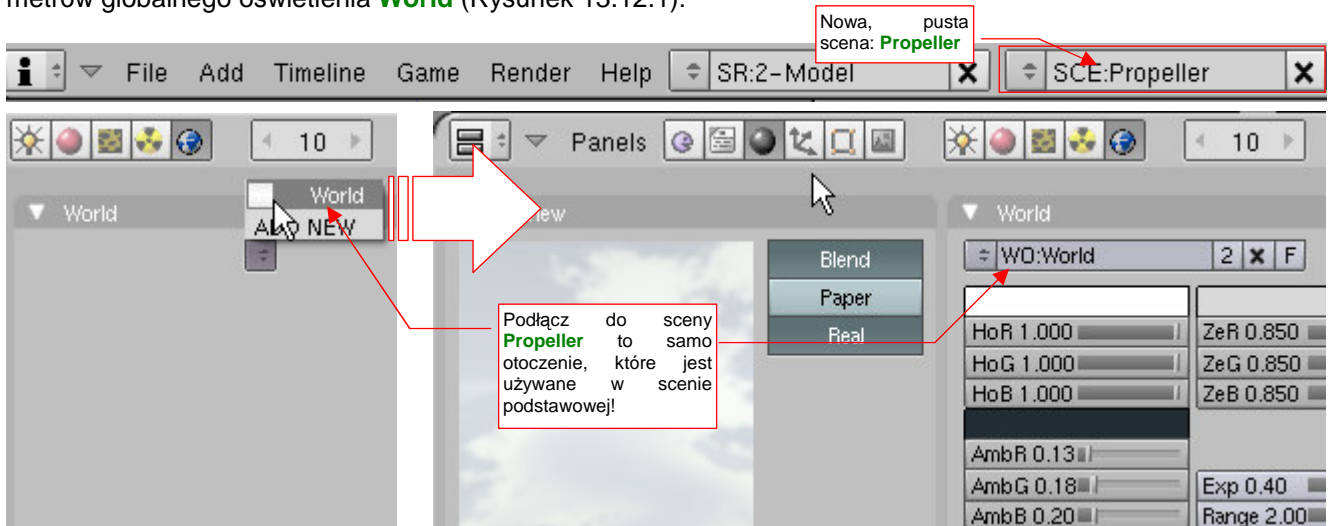 metrów globalnego oświetlenia World (Rysunek 13.12.1):
Nowa, pusta
scena: Propeller
File Add Timeline Game Render Help SR:2-Model SCE:Propeller
10 Panels 10
World
ADD NEW
World
World
WO:World 2 F
Blend
Paper
Real
Podłącz do sceny
Propeller to samo
otoczenie, które jest
używane w scenie
podstawowej!
HoR 1.000 ZeR 0.850
HoG 1.000 ZeG 0.850
HoB 1.000 ZeB 0.850
AmbR 0.13
AmbG 0.18 Exp 0.40
AmbB 0.20 Range 2.00